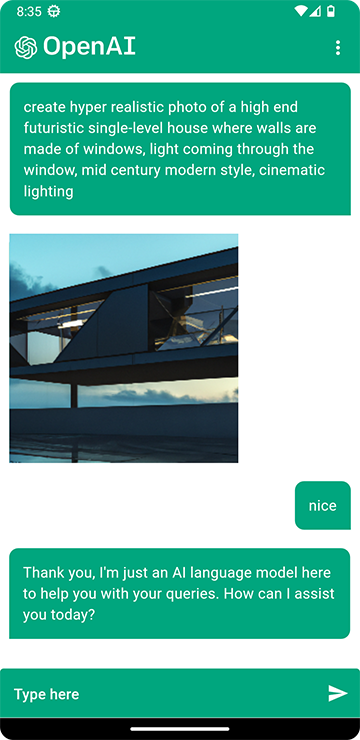 8:35
OpenAI
create hyper realistic photo of a high end
futuristic single-level house where walls are
made of windows, light coming through the
window, mid century modern style, cinematic
lighting
nice
Thank you, I'm just an AI language model here
to help you with your queries. How can I assist
you today?
Type here